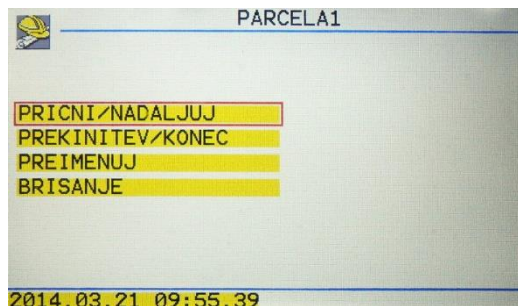 PARCELA1
PRICNI/NADALJUJ
PREKINITEV/KONEC
PREIMENUJ
BRISANJE
2014.03.21 09:55.39